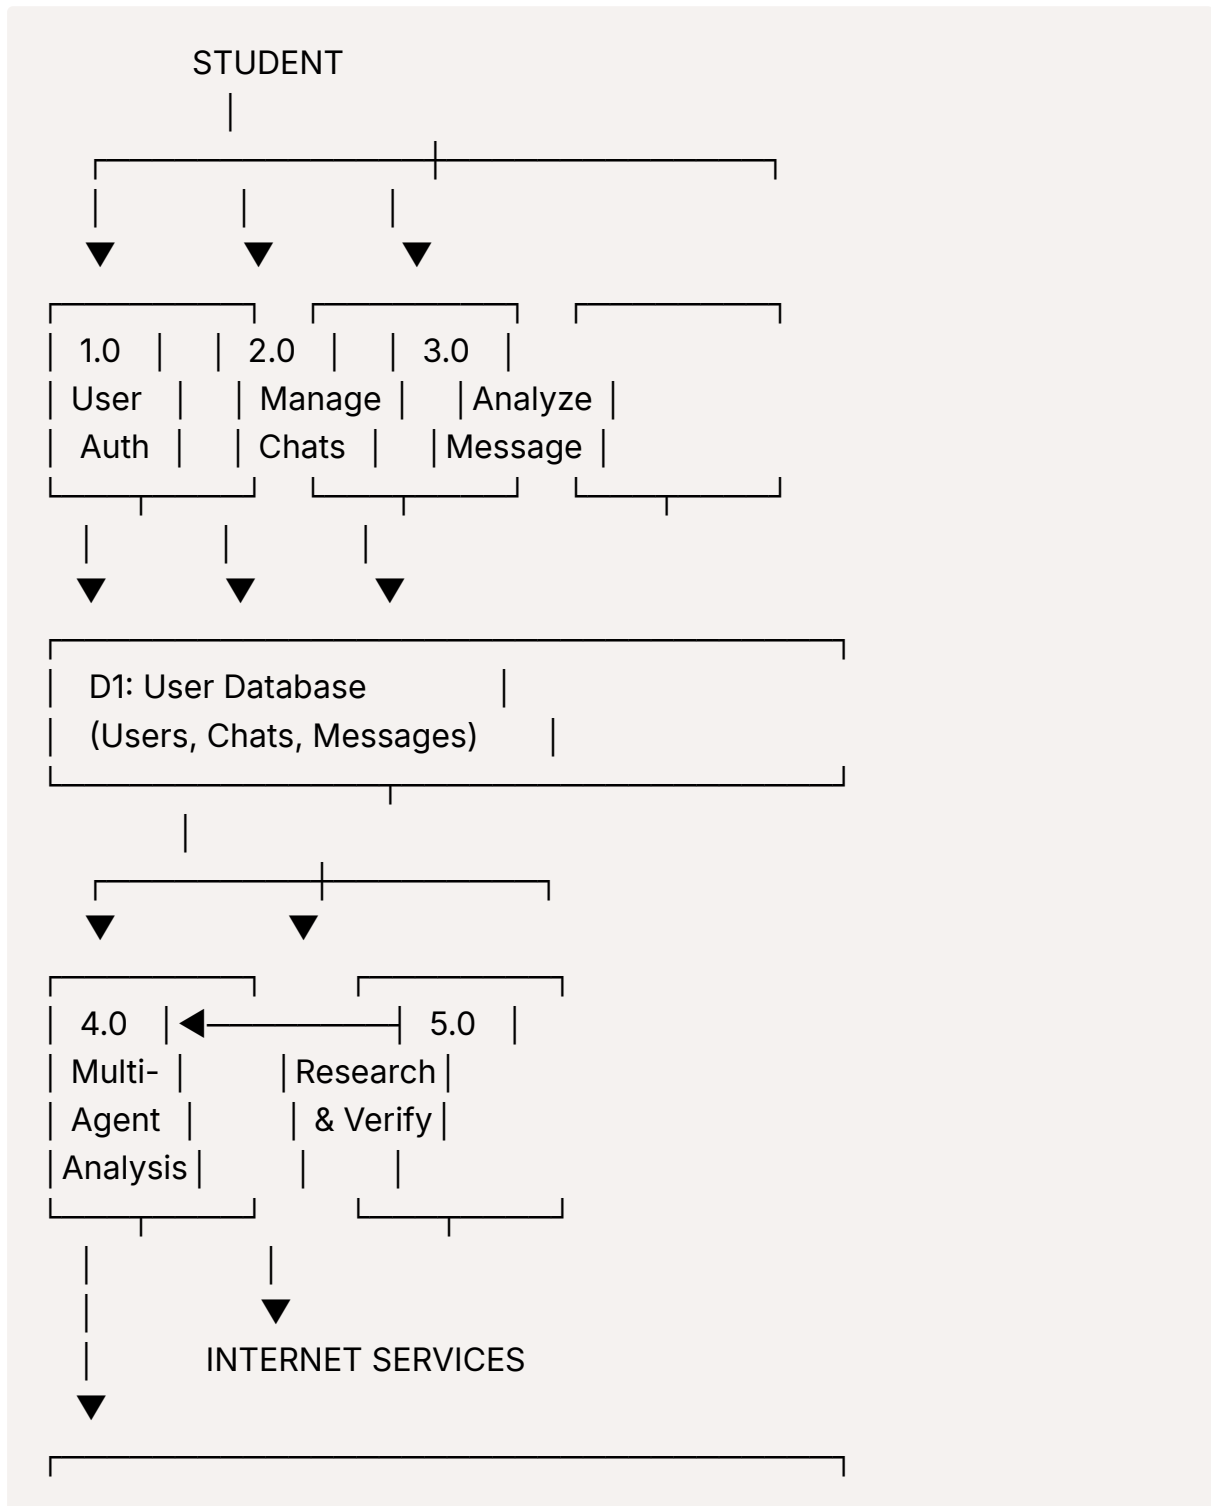 STUDENT
1.0 2.0 3.0
User Manage Analyze
Auth Chats Message
D1: User Database
(Users, Chats, Messages)
4.0 5.0
Multi- Research
Agent & Verify
Analysis
INTERNET SERVICES